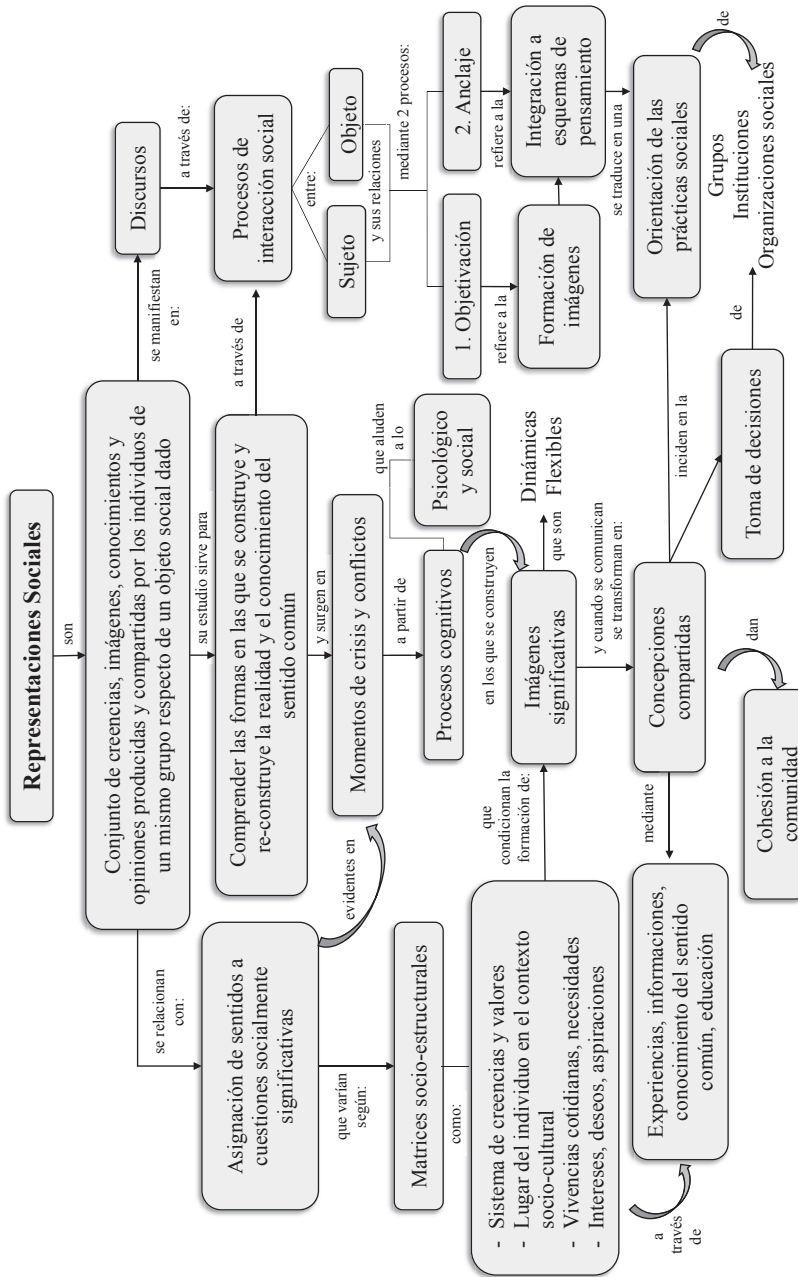 Representaciones Sociales
son
Conjunto de creencias, imágenes, conocimientos y
opiniones producidas y compartidas por los individuos de
un mismo grupo respecto de un objeto social dado
se relacionan
con:
Asignación de sentidos a
cuestiones socialmente
significativas
evidentes en
que varían
según:
Matrices socio-estructurales
como:
- Sistema de creencias y valores
- Lugar del individuo en el contexto
socio-cultural
- Vivencias cotidianas, necesidades
- Intereses, deseos, aspiraciones
a
través
de
Experiencias, informaciones,
conocimiento del sentido
común, educación
que
condicionan la
formación de:
su estudio sirve para
Comprender las formas en las que se construye y
re-construye la realidad y el conocimiento del
sentido común
y surgen en
Momentos de crisis y conflictos
a partir de
Procesos cognitivos
que aluden
a lo
Psicológico
y social
en los que se construyen
Imágenes
significativas
que son
Dinámicas
Flexibles
y cuando se comunican
se transforman en:
Concepciones
compartidas
mediante
dan
Cohesión a la
comunidad
inciden en la
Toma de decisiones
de
se manifiestan
en:
Discursos
a través de:
a través de
Procesos de
interacción social
entre:
Sujeto
Objeto
y sus relaciones
mediante 2 procesos:
1. Objetivación
2. Anclaje
refiere a la
refiere a la
Formación de
imágenes
Integración a
esquemas de
pensamiento
se traduce en una
Orientación de las
prácticas sociales
de
Grupos
Instituciones
Organizaciones sociales